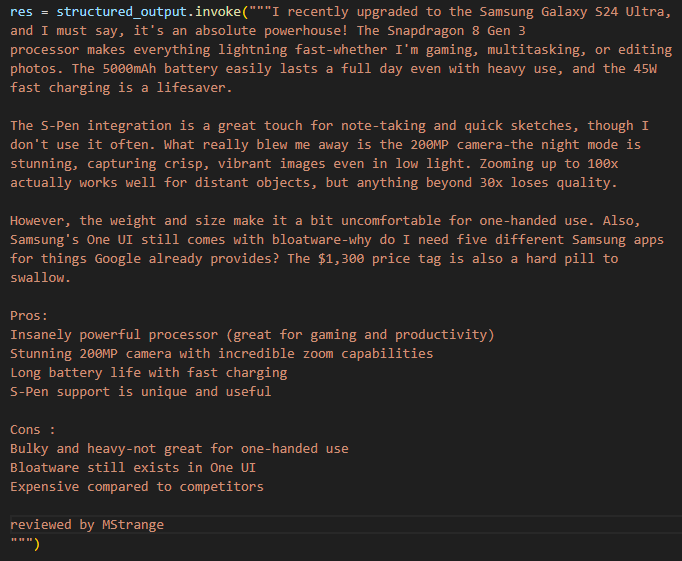 res = structured_output.invoke("""I recently upgraded to the Samsung Galaxy S24 Ultra,
and I must say, it's an absolute powerhouse! The Snapdragon 8 Gen 3
processor makes everything lightning fast-whether I'm gaming, multitasking, or editing
photos. The 5000mAh battery easily lasts a full day even with heavy use, and the 45W
fast charging is a lifesaver.

The S-Pen integration is a great touch for note-taking and quick sketches, though I
don't use it often. What really blew me away is the 200MP camera-the night mode is
stunning, capturing crisp, vibrant images even in low light. Zooming up to 100x
actually works well for distant objects, but anything beyond 30x loses quality.

However, the weight and size make it a bit uncomfortable for one-handed use. Also,
Samsung's One UI still comes with bloatware-why do I need five different Samsung apps
for things Google already provides? The $1,300 price tag is also a hard pill to
swallow.

Pros:
Insanely powerful processor (great for gaming and productivity)
Stunning 200MP camera with incredible zoom capabilities
Long battery life with fast charging
S-Pen support is unique and useful

Cons :
Bulky and heavy-not great for one-handed use
Bloatware still exists in One UI
Expensive compared to competitors

reviewed by MStrange
""")